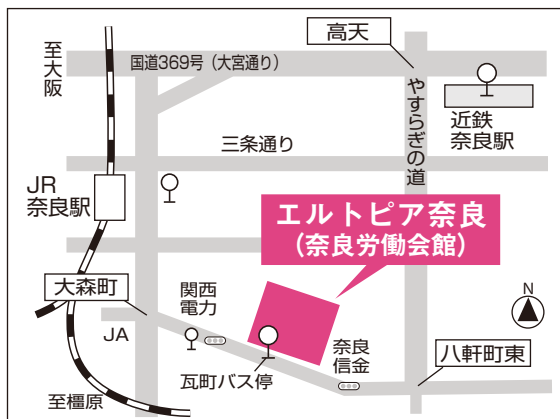 高天
至大阪
国道369号（大宮通り）
やすらぎの道
近鉄
奈良駅
三条通り
JR
奈良駅
エルトピア奈良
（奈良労働会館）
大森町
関西
電力
N
JA
奈良
信金
八軒町東
瓦町バス停
至橿原